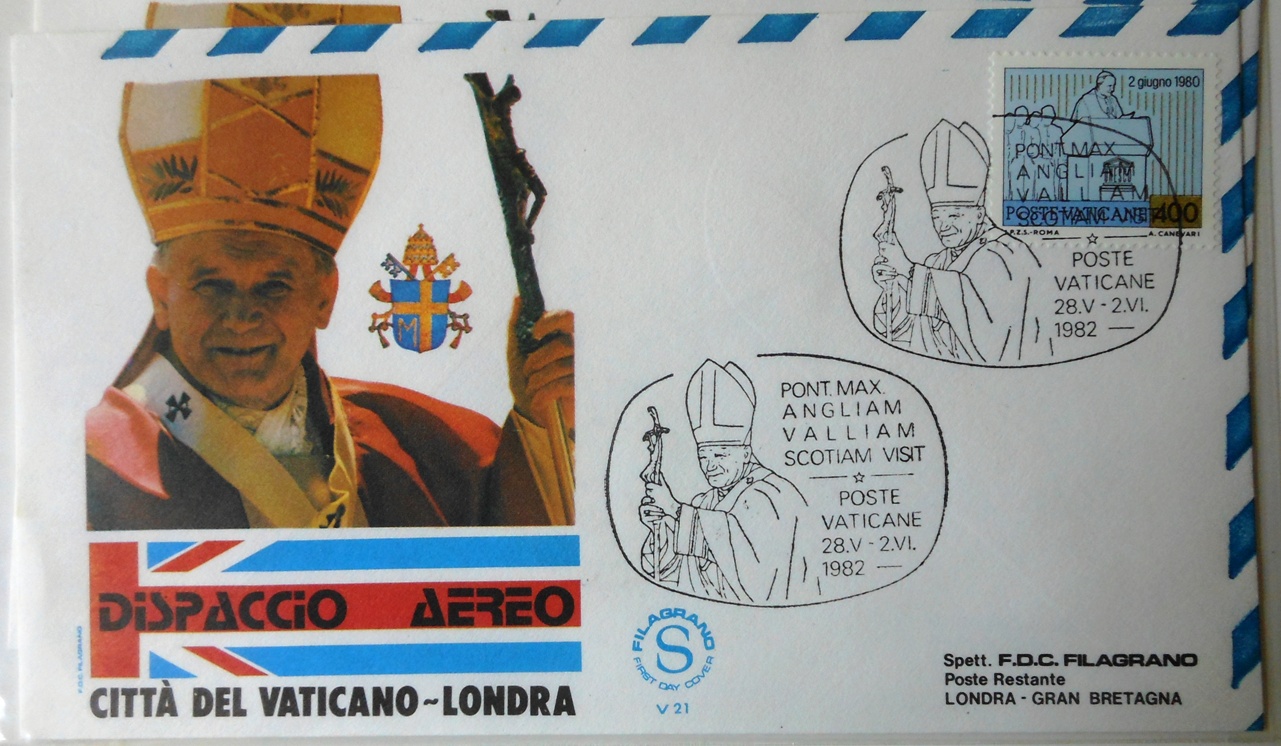 2 giugno 1980
PONT. MAX.
ANGLIAM
VALLIAM
SCOTIAM VISIT
POSTE VATICANE 400
P.Z.S.-ROMA A. CANEVARI
POSTE
VATICANE
28.V - 2.VI.
1982
M
PONT. MAX.
ANGLIAM
VALLIAM
SCOTIAM VISIT
POSTE
VATICANE
28.V - 2.VI.
1982
DISPACCIO AEREO
F.D.C. FILAGRANO
CITTÀ DEL VATICANO ~ LONDRA
FILAGRANO
S
FIRST DAY COVER
V 21
Spett. F.D.C. FILAGRANO
Poste Restante
LONDRA - GRAN BRETAGNA